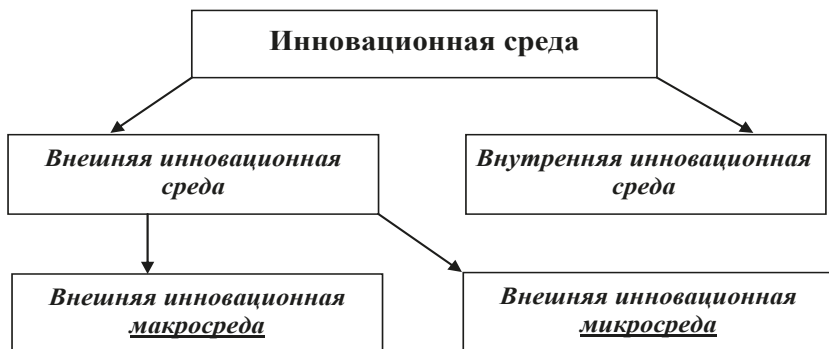 Инновационная среда
Внешняя инновационная
среда
Внутренняя инновационная
среда
Внешняя инновационная
макросреда
Внешняя инновационная
микросреда